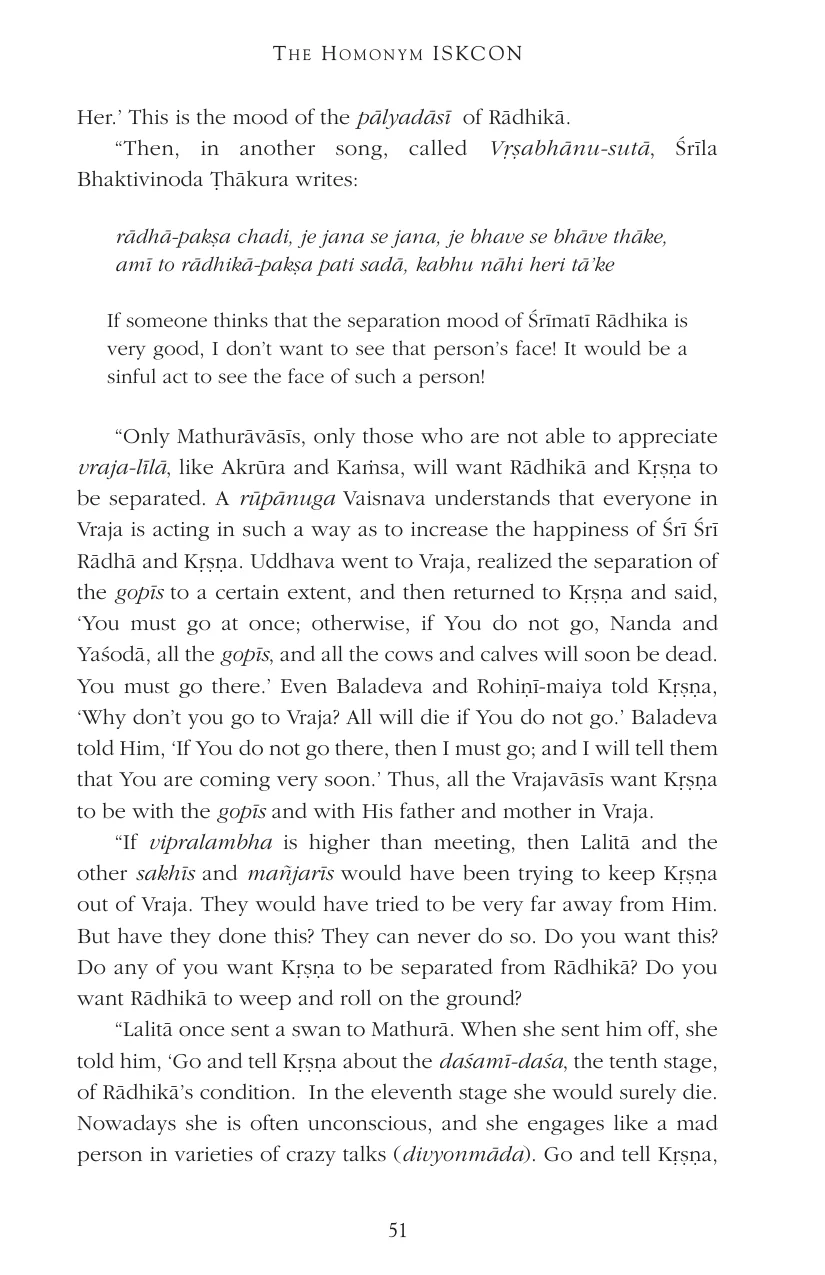 THE HOMONYM ISKCON
Her.’ This is the mood of the pālyadāsī of Rādhikā.
“Then, in another song, called Vṛṣabhānu-sutā, Śrīla
Bhaktivinoda Ṭhākura writes:
rādhā-pakṣa chadi, je jana se jana, je bhave se bhāve thāke,
amī to rādhikā-pakṣa pati sadā, kabhu nāhi heri tā’ke
If someone thinks that the separation mood of Śrīmatī Rādhika is
very good, I don’t want to see that person’s face! It would be a
sinful act to see the face of such a person!
“Only Mathurāvāsīs, only those who are not able to appreciate
vraja-līlā, like Akrūra and Kaṁsa, will want Rādhikā and Kṛṣṇa to
be separated. A rūpānuga Vaisnava understands that everyone in
Vraja is acting in such a way as to increase the happiness of Śrī Śrī
Rādhā and Kṛṣṇa. Uddhava went to Vraja, realized the separation of
the gopīs to a certain extent, and then returned to Kṛṣṇa and said,
‘You must go at once; otherwise, if You do not go, Nanda and
Yaśodā, all the gopīs, and all the cows and calves will soon be dead.
You must go there.’ Even Baladeva and Rohiṇī-maiya told Kṛṣṇa,
‘Why don’t you go to Vraja? All will die if You do not go.’ Baladeva
told Him, ‘If You do not go there, then I must go; and I will tell them
that You are coming very soon.’ Thus, all the Vrajavāsīs want Kṛṣṇa
to be with the gopīs and with His father and mother in Vraja.
“If vipralambha is higher than meeting, then Lalitā and the
other sakhīs and mañjarīs would have been trying to keep Kṛṣṇa
out of Vraja. They would have tried to be very far away from Him.
But have they done this? They can never do so. Do you want this?
Do any of you want Kṛṣṇa to be separated from Rādhikā? Do you
want Rādhikā to weep and roll on the ground?
“Lalitā once sent a swan to Mathurā. When she sent him off, she
told him, ‘Go and tell Kṛṣṇa about the daśamī-daśa, the tenth stage,
of Rādhikā’s condition. In the eleventh stage she would surely die.
Nowadays she is often unconscious, and she engages like a mad
person in varieties of crazy talks (divyonmāda). Go and tell Kṛṣṇa,
51